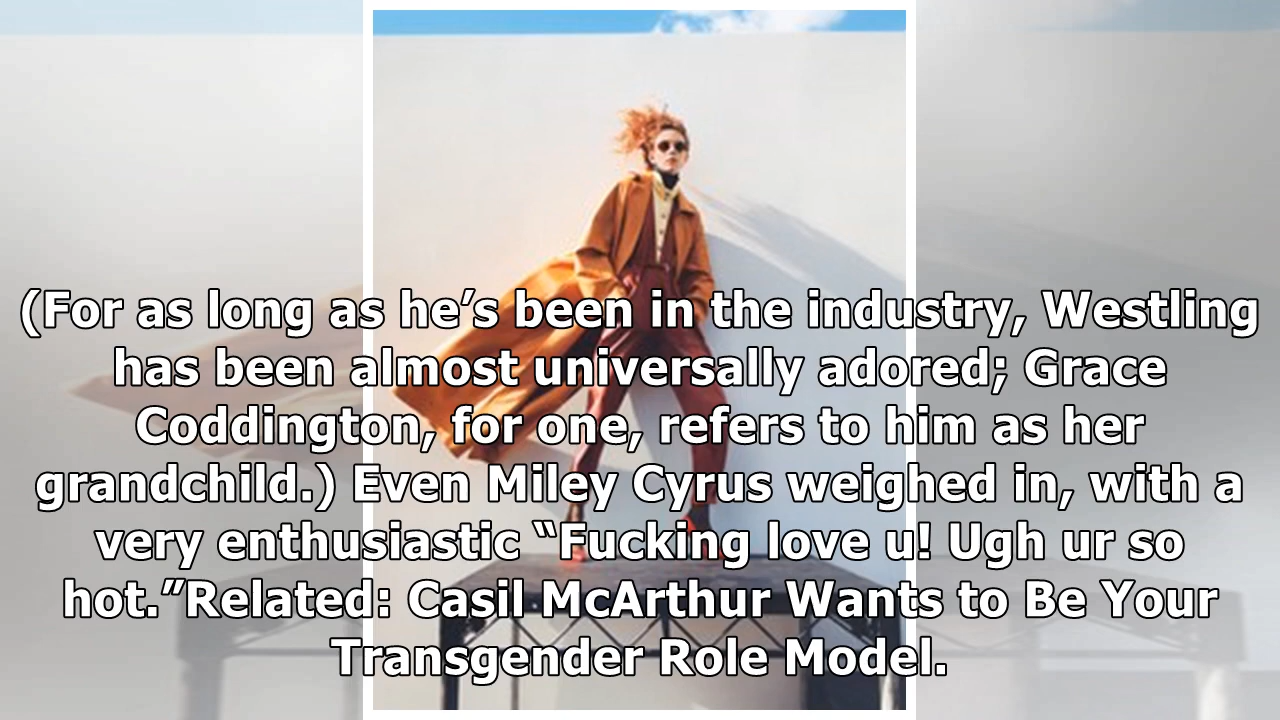 (For as long as he’s been in the industry, Westling
has been almost universally adored; Grace
Coddington, for one, refers to him as her
grandchild.) Even Miley Cyrus weighed in, with a
very enthusiastic “Fucking love u! Ugh ur so
hot.”Related: Casil McArthur Wants to Be Your
Transgender Role Model.